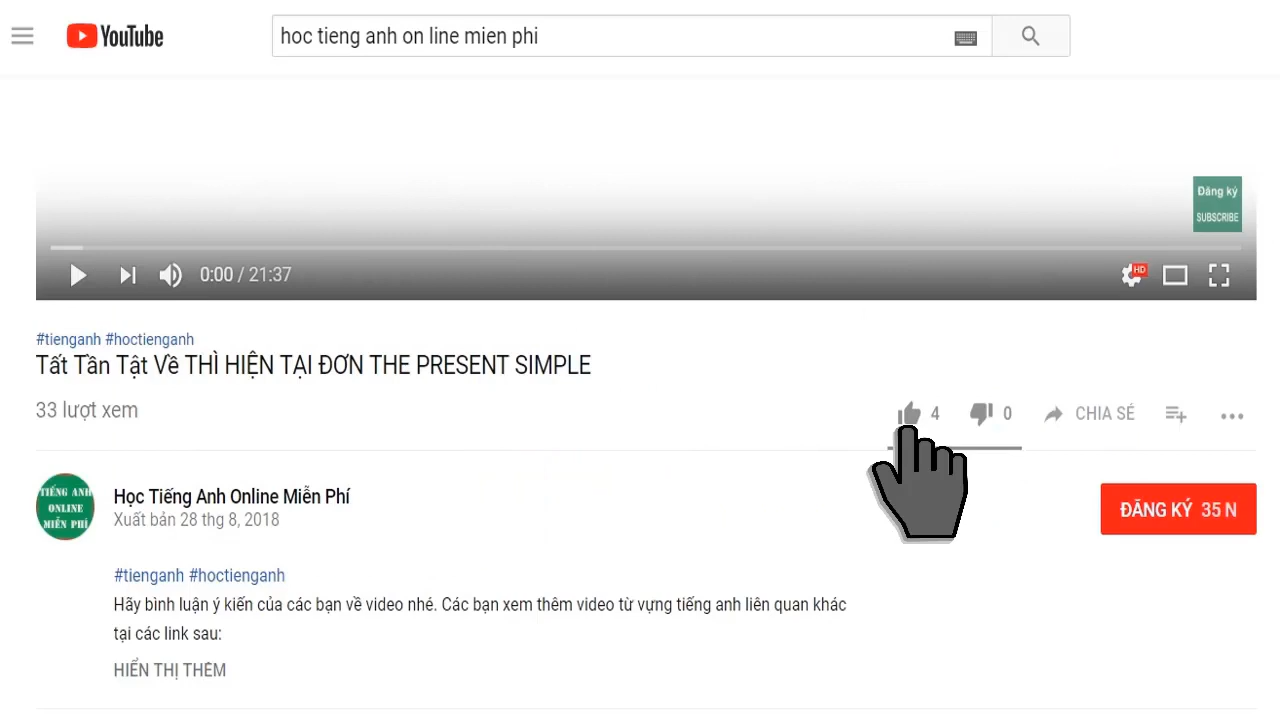 YouTube
hoc tieng anh on line mien phi
Đăng ký
SUBSCRIBE
0:00 / 21:37
HD
#tienganh #hoctienganh
Tất Tần Tật Về THÌ HIỆN TẠI ĐƠN THE PRESENT SIMPLE
33 lượt xem
4
0
CHIA SẺ
TIẾNG ANH
ONLINE
MIỄN PHÍ
Học Tiếng Anh Online Miễn Phí
Xuất bản 28 thg 8, 2018
ĐĂNG KÝ 35 N
#tienganh #hoctienganh
Hãy bình luận ý kiến của các bạn về video nhé. Các bạn xem thêm video từ vựng tiếng anh liên quan khác
tại các link sau:
HIỂN THỊ THÊM